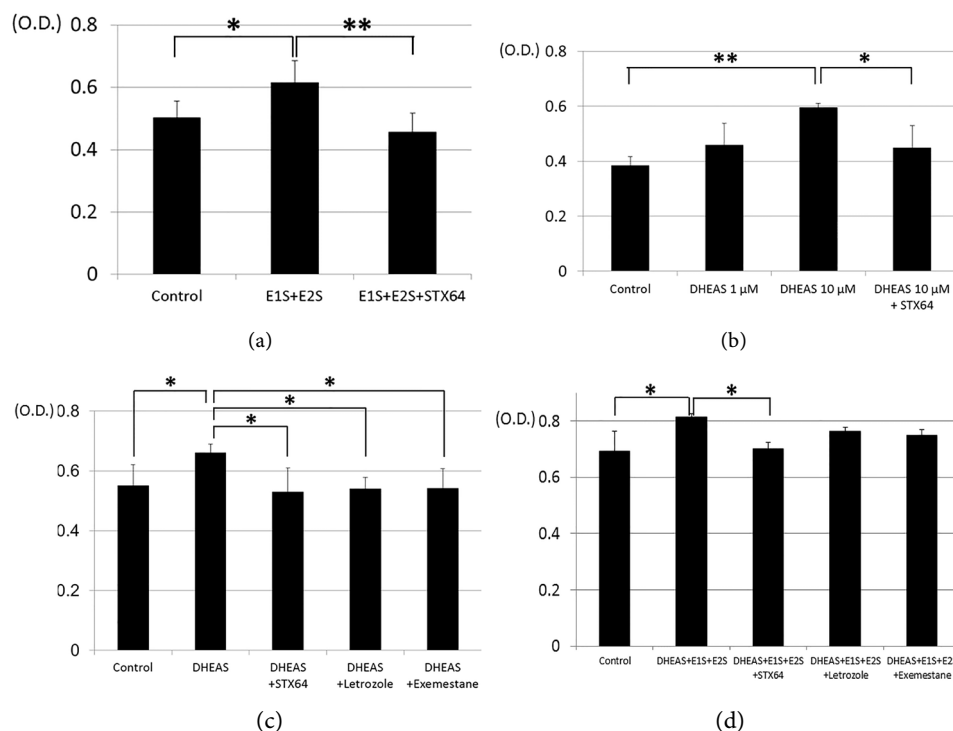 (O.D.)
0.8
0.6
0.4
0.2
0
*
**
Control
E1S+E2S
E1S+E2S+STX64
(a)
(O.D.)
0.8
0.6
0.4
0.2
0
**
*
Control
DHEAS 1 μM
DHEAS 10 μM
DHEAS 10 μM
+ STX64
(b)
(O.D.)
0.8
0.6
0.4
0.2
0
*
*
*
*
Control
DHEAS
DHEAS
+STX64
DHEAS
+Letrozole
DHEAS
+Exemestane
(c)
(O.D.)
0.8
0.6
0.4
0.2
0
*
*
Control
DHEAS+E1S+E2S
DHEAS+E1S+E2S
+STX64
DHEAS+E1S+E2S
+Letrozole
DHEAS+E1S+E2S
+Exemestane
(d)